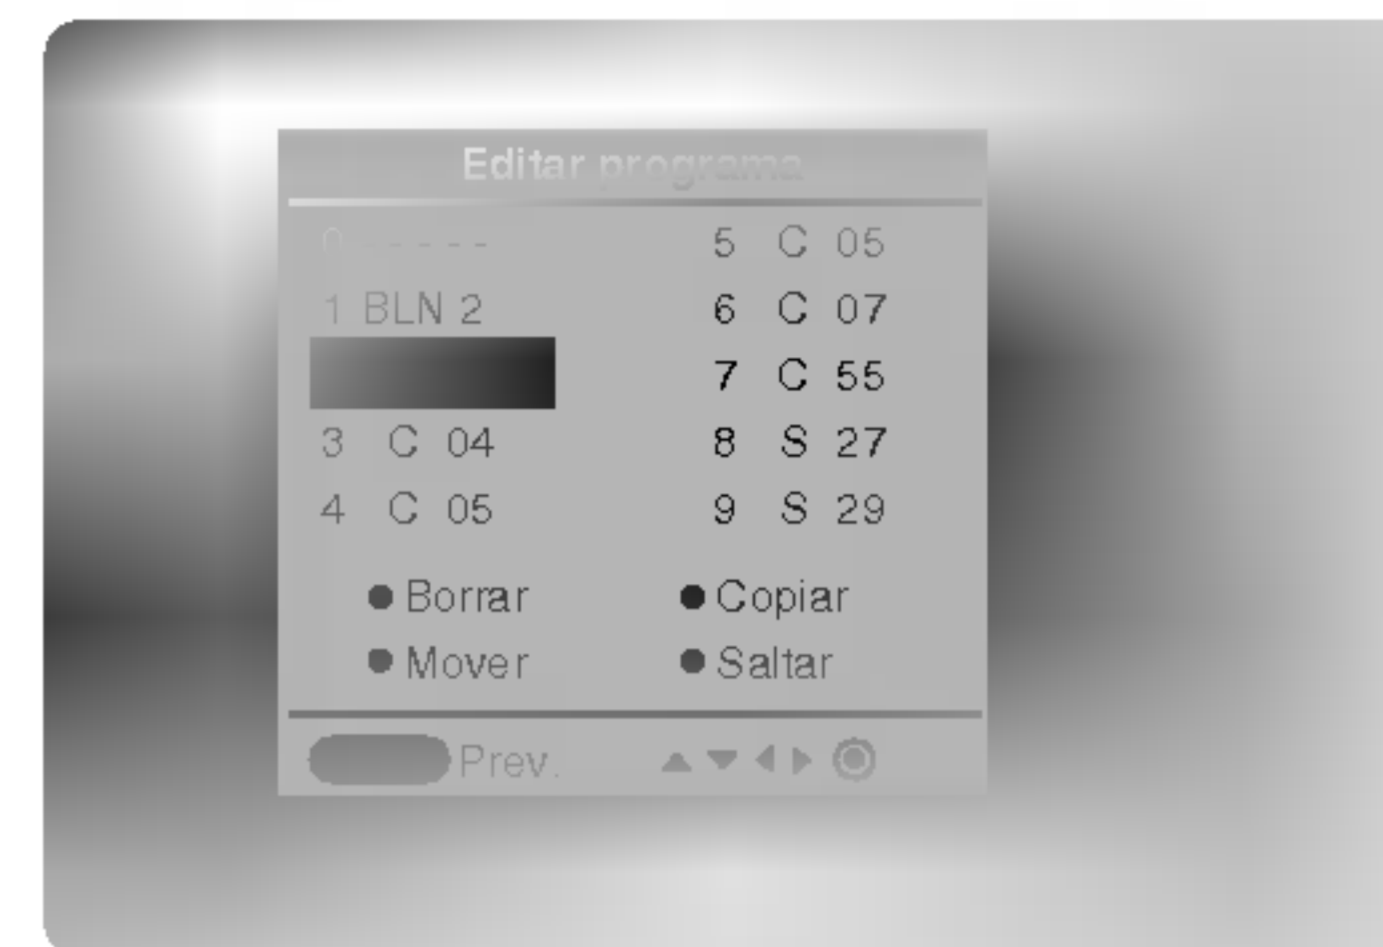 Editar programa
0 - - - - -
1 BLN 2
3 C 04
4 C 05
5 C 05
6 C 07
7 C 55
8 S 27
9 S 29
Borrar
Copiar
Mover
Saltar
Prev.